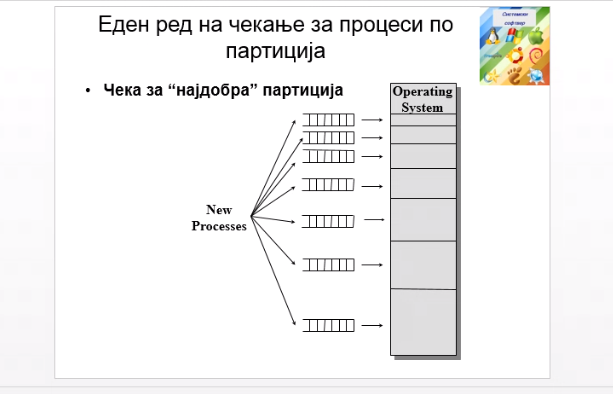 Еден ред на чекање за процеси по
партиција
Системски
софтвер
• Чека за “најдобра” партиција
Operating
System
New
Processes